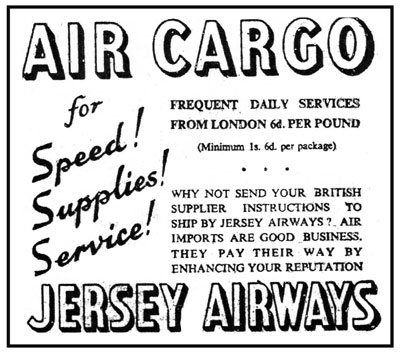 AIR CARGO
for
Speed!
Supplies!
Service!
FREQUENT DAILY SERVICES
FROM LONDON 6d. PER POUND
(Minimum 1s. 6d. per package)
. . .
WHY NOT SEND YOUR BRITISH
SUPPLIER INSTRUCTIONS TO
SHIP BY JERSEY AIRWAYS? AIR
IMPORTS ARE GOOD BUSINESS.
THEY PAY THEIR WAY BY
ENHANCING YOUR REPUTATION
JERSEY AIRWAYS